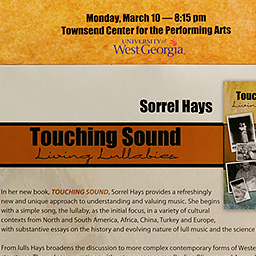 Monday, March 10 — 8:15 pm
Townsend Center for the Performing Arts
UNIVERSITY of
West Georgia
Sorrel Hays
Touching Sound
Living Lullabies
In her new book, TOUCHING SOUND, Sorrel Hays provides a refreshingly
new and unique approach to understanding and valuing music. She begins
with a simple song, the lullaby, as the initial focus, in a variety of cultural
contexts from North and South America, Africa, China, Turkey and Europe,
with substantive essays on the history and evolving nature of lull music and the science
From lulls Hays broadens the discussion to more complex contemporary forms of Weste
Touc
Living